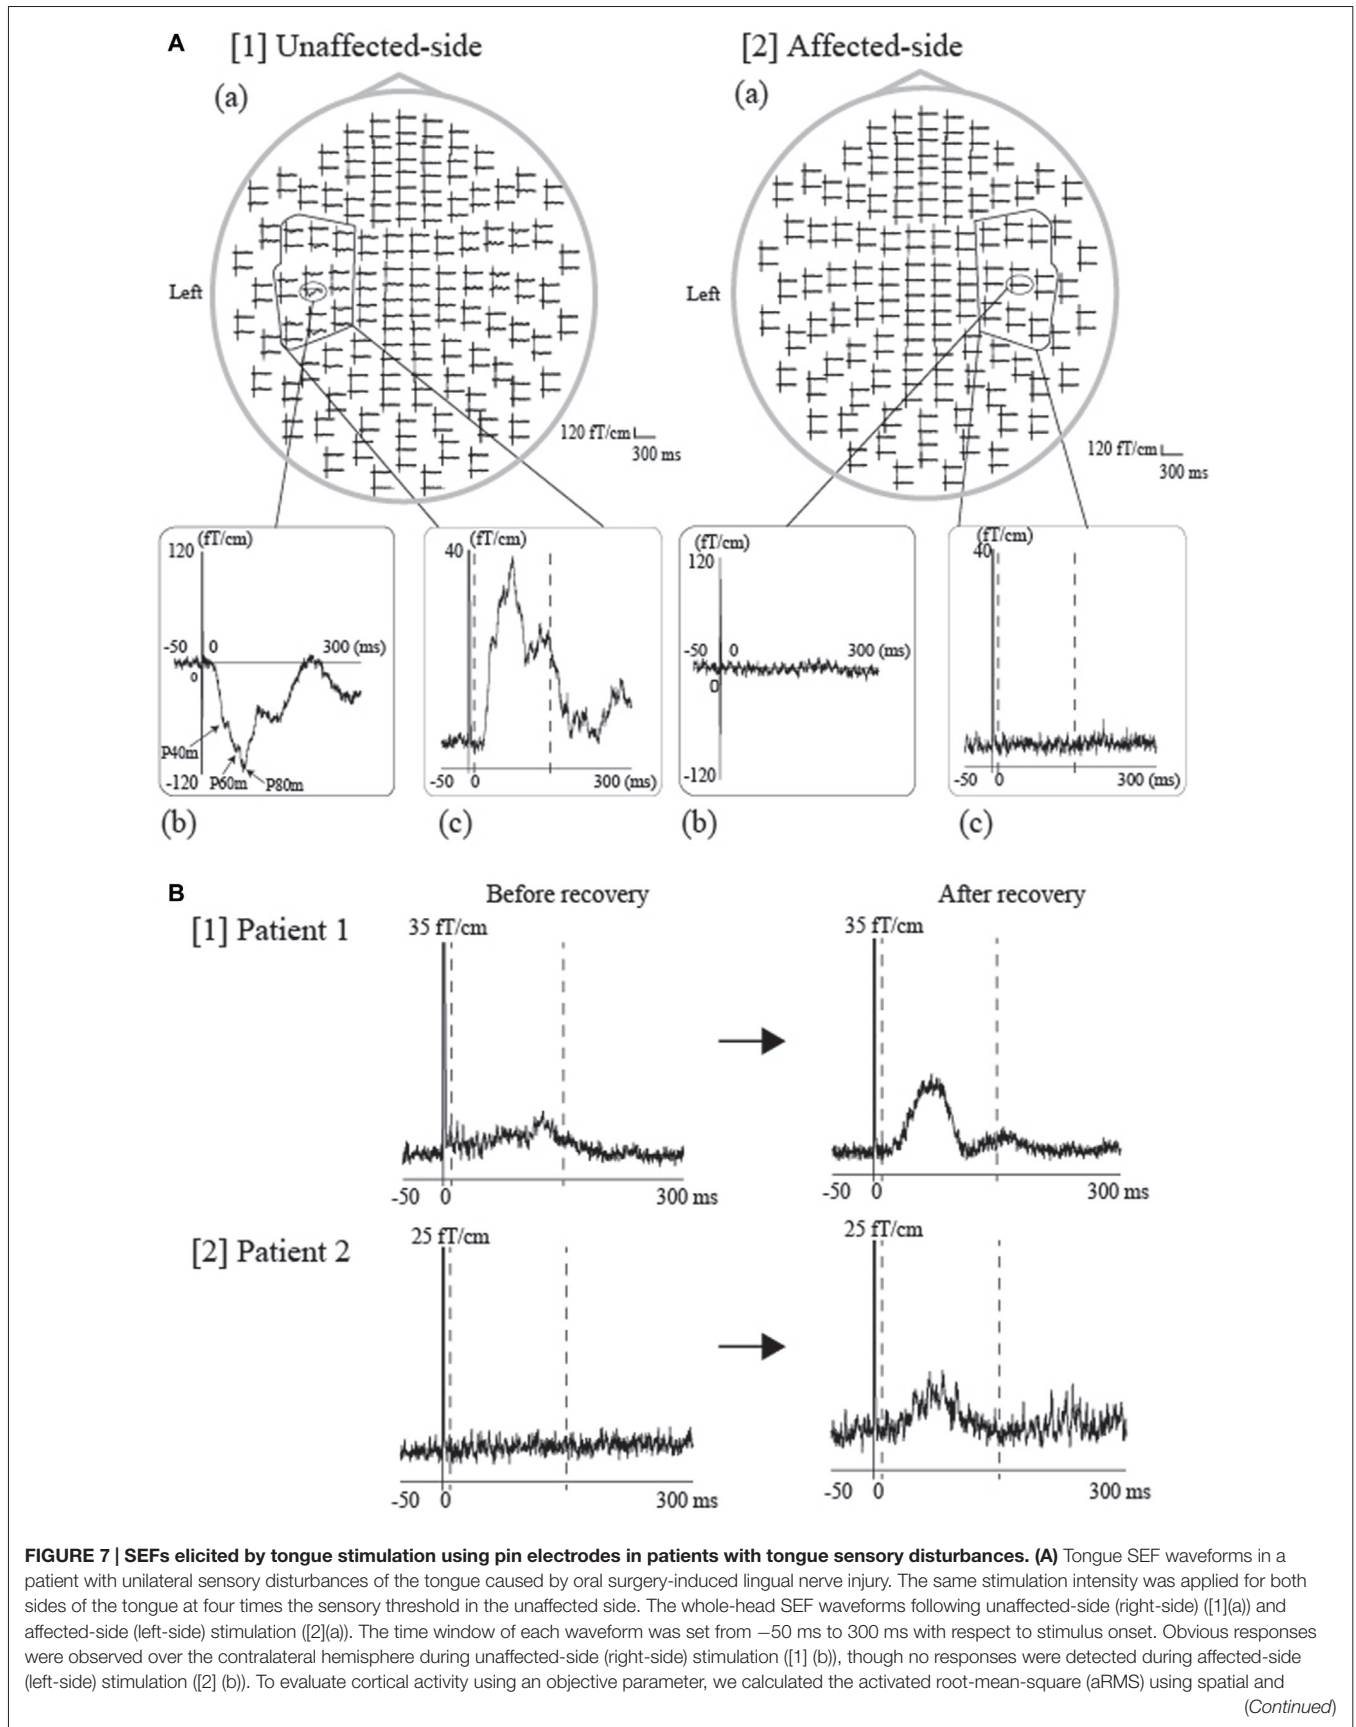 A [1] Unaffected-side [2] Affected-side
(a) (a)
Left Left
120 fT/cm 120 fT/cm
300 ms 300 ms
(fT/cm) (fT/cm) (fT/cm) (fT/cm)
120 40 120 40
-50 0 300 (ms) -50 0 300 (ms)
0 0
P40m
-120 P60m P80m -50 0 300 (ms) -120 -50 0 300 (ms)
(b) (c) (b) (c)
B Before recovery After recovery
[1] Patient 1 35 fT/cm 35 fT/cm
-50 0 300 ms -50 0 300 ms
[2] Patient 2 25 fT/cm 25 fT/cm
-50 0 300 ms -50 0 300 ms
FIGURE 7 | SEFs elicited by tongue stimulation using pin electrodes in patients with tongue sensory disturbances. (A) Tongue SEF waveforms in a
patient with unilateral sensory disturbances of the tongue caused by oral surgery-induced lingual nerve injury. The same stimulation intensity was applied for both
sides of the tongue at four times the sensory threshold in the unaffected side. The whole-head SEF waveforms following unaffected-side (right-side) ([1](a)) and
affected-side (left-side) stimulation ([2](a)). The time window of each waveform was set from −50 ms to 300 ms with respect to stimulus onset. Obvious responses
were observed over the contralateral hemisphere during unaffected-side (right-side) stimulation ([1] (b)), though no responses were detected during affected-side
(left-side) stimulation ([2] (b)). To evaluate cortical activity using an objective parameter, we calculated the activated root-mean-square (aRMS) using spatial and
(Continued)